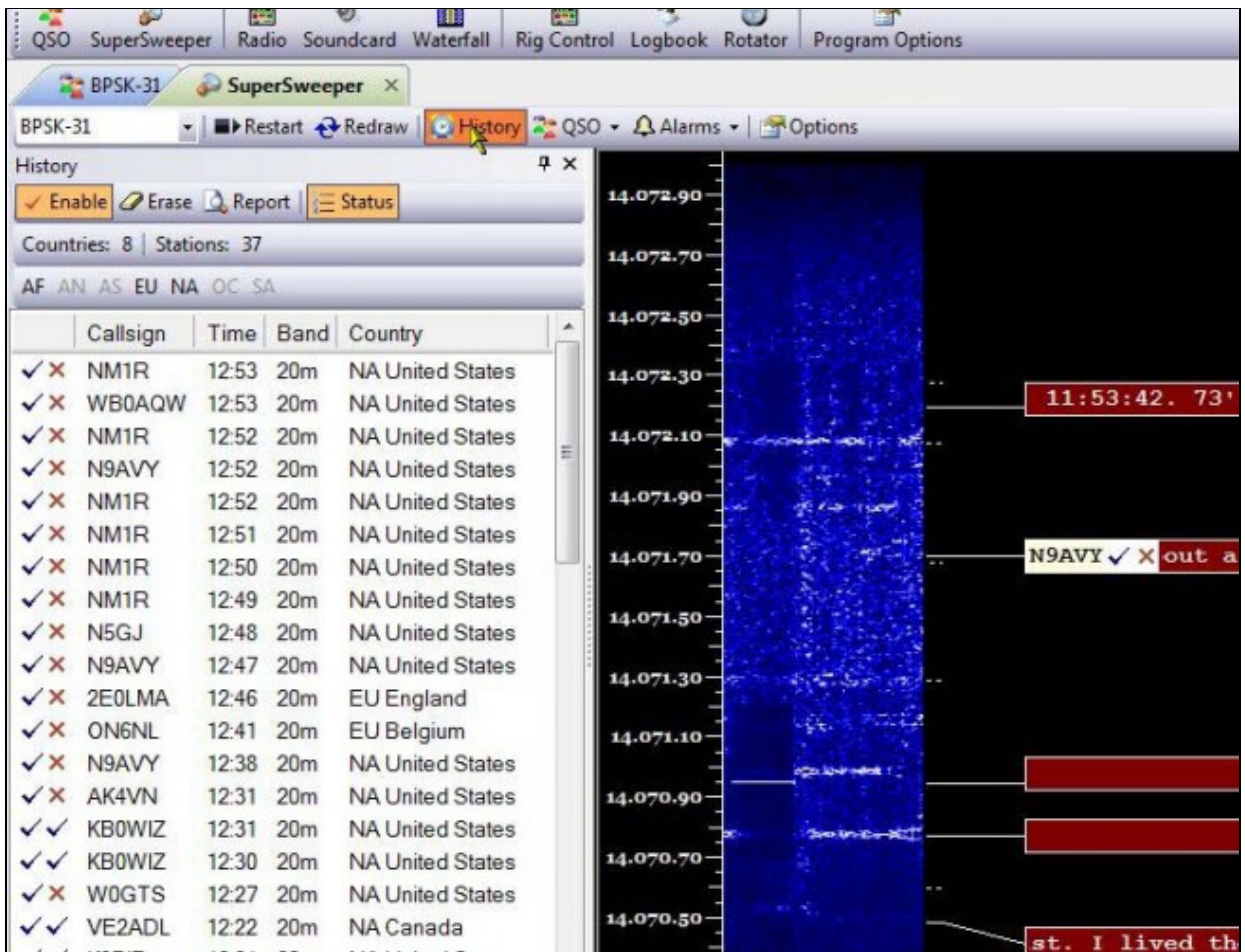 QSO SuperSweeper Radio Soundcard Waterfall Rig Control Logbook Rotator Program Options
BPSK-31 SuperSweeper
BPSK-31 Restart Redraw History QSO Alarms Options
History
Enable Erase Report Status
Countries: 8 Stations: 37
AF AN AS EU NA OC SA
Callsign Time Band Country
NM1R 12:53 20m NA United States
WB0AQW 12:53 20m NA United States
NM1R 12:52 20m NA United States
N9AVY 12:52 20m NA United States
NM1R 12:52 20m NA United States
NM1R 12:51 20m NA United States
NM1R 12:50 20m NA United States
NM1R 12:49 20m NA United States
N5GJ 12:48 20m NA United States
N9AVY 12:47 20m NA United States
2E0LMA 12:46 20m EU England
ON6NL 12:41 20m EU Belgium
N9AVY 12:38 20m NA United States
AK4VN 12:31 20m NA United States
KB0WIZ 12:31 20m NA United States
KB0WIZ 12:30 20m NA United States
W0GTS 12:27 20m NA United States
VE2ADL 12:22 20m NA Canada
14.072.90
14.072.70
14.072.50
14.072.30
14.072.10
14.071.90
14.071.70
14.071.50
14.071.30
14.071.10
14.070.90
14.070.70
14.070.50
11:53:42. 73'
N9AVY out a
st. I lived th